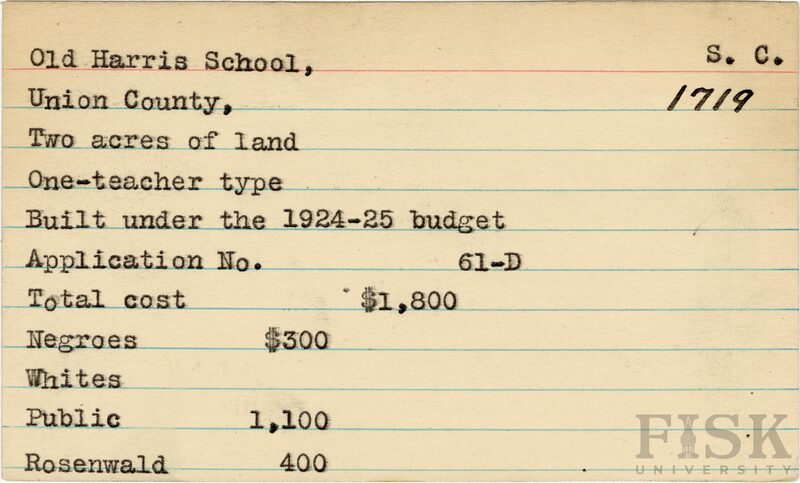 Old Harris School, S. C.
Union County, 1719
Two acres of land
One-teacher type
Built under the 1924-25 budget
Application No. 61-D
Total cost $1,800
Negroes $300
Whites
Public 1,100
Rosenwald 400
FISK
UNIVERSITY